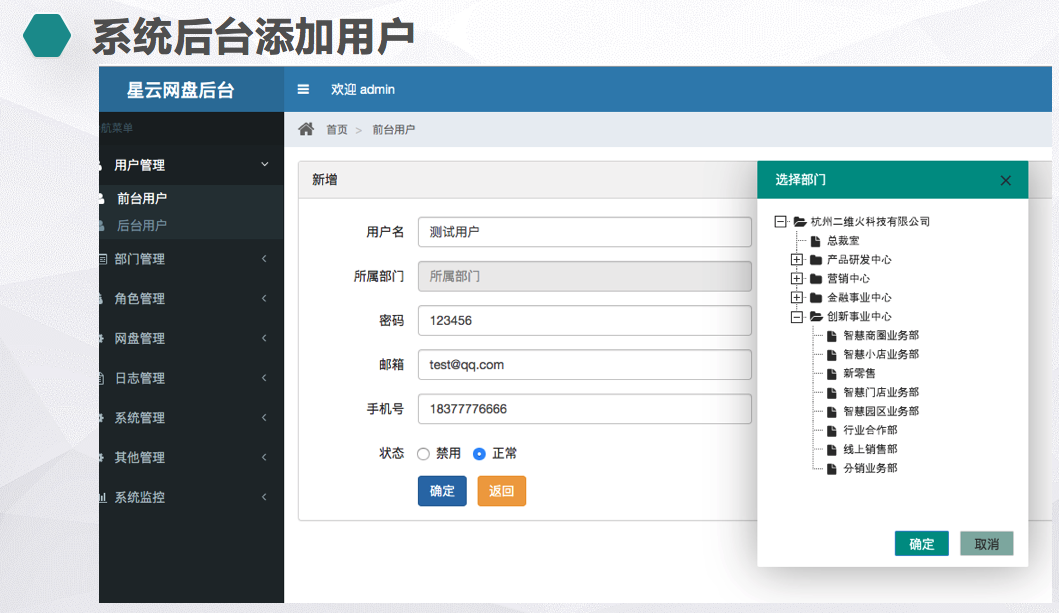 系统后台添加用户
星云网盘后台
欢迎 admin
航菜单
首页 > 前台用户
用户管理
前台用户
后台用户
部门管理
角色管理
网盘管理
日志管理
系统管理
其他管理
系统监控
新增
用户名 测试用户
所属部门 所属部门
密码 123456
邮箱 test@qq.com
手机号 18377776666
状态 禁用 正常
确定 返回
选择部门
杭州二维火科技有限公司
总裁室
产品研发中心
营销中心
金融事业中心
创新事业中心
智慧商圈业务部
智慧小店业务部
新零售
智慧门店业务部
智慧园区业务部
行业合作部
线上销售部
分销业务部
确定 取消